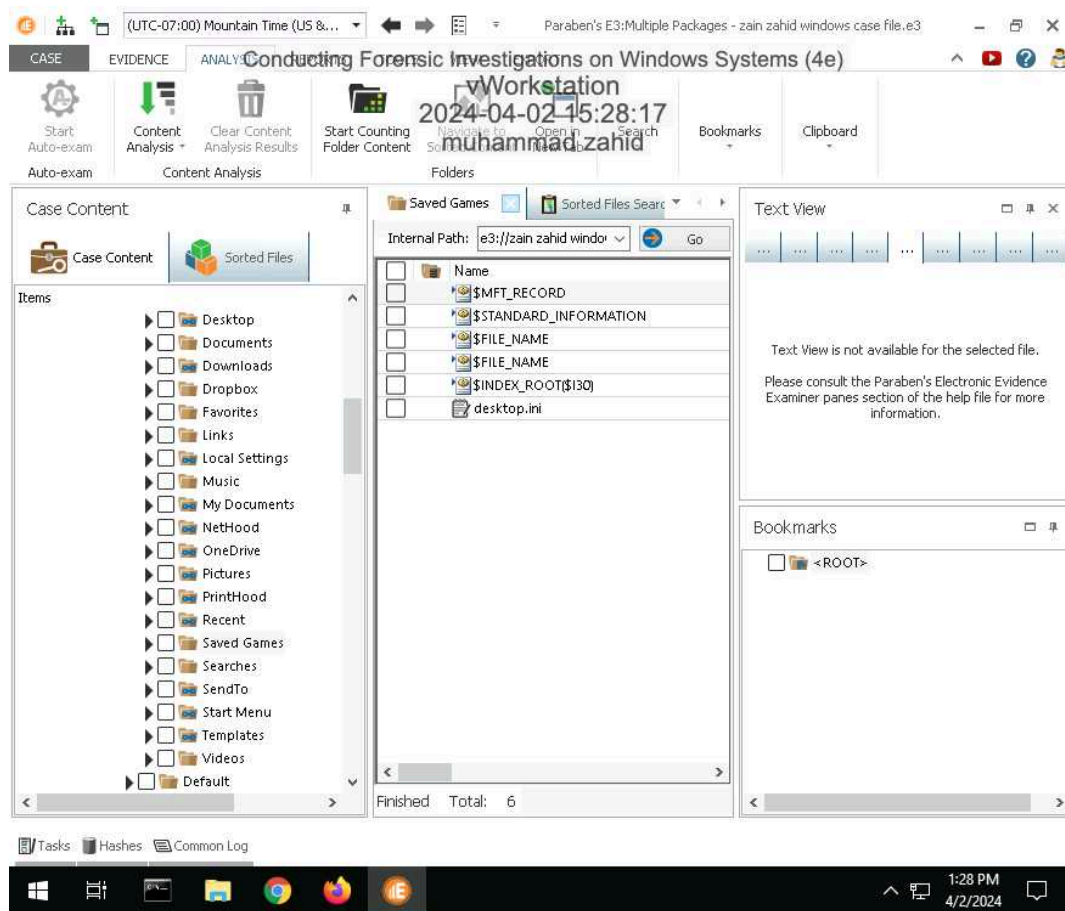 (UTC-07:00) Mountain Time (US &...
Paraben's E3:Multiple Packages - zain zahid windows case file.e3
CASE
EVIDENCE
Conducting Forensic Investigations on Windows Systems (4e)
vWorkstation
2024-04-02 15:28:17
muhammad zahid
Start
Auto-exam
Content
Analysis
Clear Content
Analysis Results
Start Counting
Folder Content
Navigate to
Open in
Search
Bookmarks
Clipboard
Auto-exam
Content Analysis
Folders
Case Content
Case Content
Sorted Files
Items
Desktop
Documents
Downloads
Dropbox
Favorites
Links
Local Settings
Music
My Documents
NetHood
OneDrive
Pictures
PrintHood
Recent
Saved Games
Searches
SendTo
Start Menu
Templates
Videos
Default
Saved Games
Sorted Files Searc
Internal Path: e3://zain zahid windo
Go
Name
$MFT_RECORD
$STANDARD_INFORMATION
$FILE_NAME
$FILE_NAME
$INDEX_ROOT($I30)
desktop.ini
Finished Total: 6
Text View
... ... ... ... ... ... ... ... ...
Text View is not available for the selected file.
Please consult the Paraben's Electronic Evidence
Examiner panes section of the help file for more
information.
Bookmarks
<ROOT>
Tasks Hashes Common Log
1:28 PM
4/2/2024